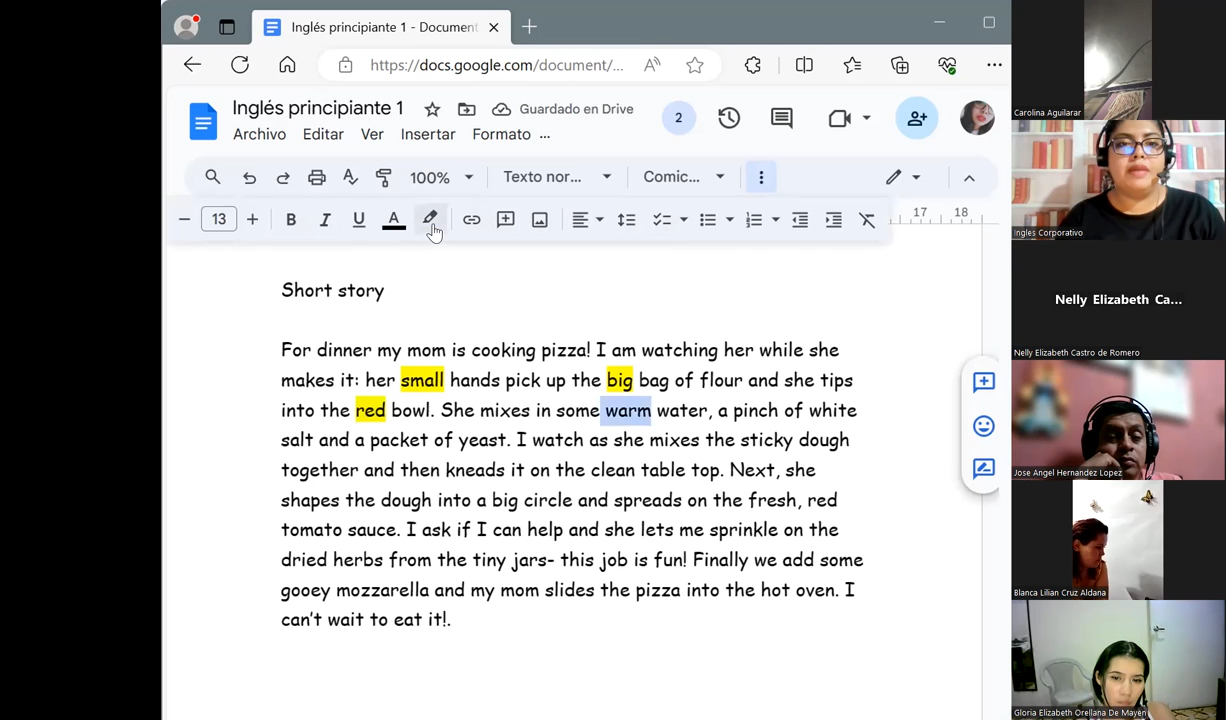 Inglés principiante 1 - Document
https://docs.google.com/document/...
Inglés principiante 1
Guardado en Drive
2
Archivo Editar Ver Insertar Formato ...
100% Texto nor... Comic...
13
17 18
Short story
For dinner my mom is cooking pizza! I am watching her while she
makes it: her small hands pick up the big bag of flour and she tips
into the red bowl. She mixes in some warm water, a pinch of white
salt and a packet of yeast. I watch as she mixes the sticky dough
together and then kneads it on the clean table top. Next, she
shapes the dough into a big circle and spreads on the fresh, red
tomato sauce. I ask if I can help and she lets me sprinkle on the
dried herbs from the tiny jars- this job is fun! Finally we add some
gooey mozzarella and my mom slides the pizza into the hot oven. I
can't wait to eat it!.
Carolina Aguilarar
Ingles Corporativo
Nelly Elizabeth Ca...
Nelly Elizabeth Castro de Romero
Jose Angel Hernandez Lopez
Blanca Lilian Cruz Aldana
Gloria Elizabeth Orellana De Mayen